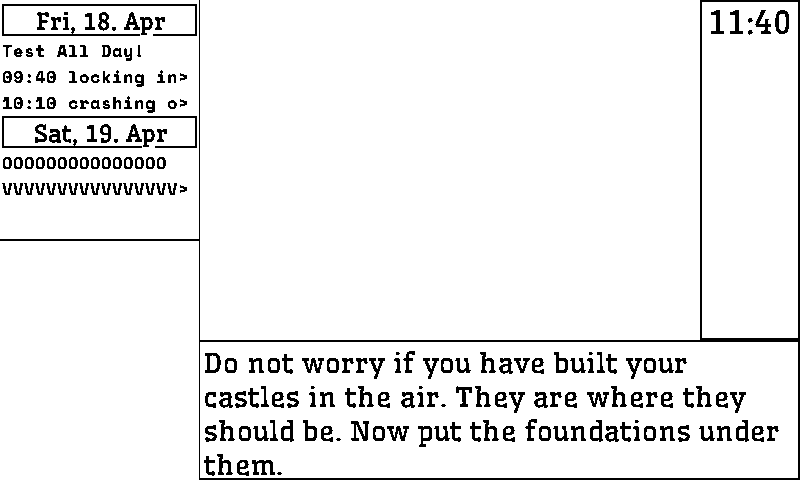 Fri, 18. Apr
Test All Day!
09:40 locking in>
10:10 crashing o>
Sat, 19. Apr
OOOOOOOOOOOOOOO
VVVVVVVVVVVVVVVV>
11:40
Do not worry if you have built your
castles in the air. They are where they
should be. Now put the foundations under
them.